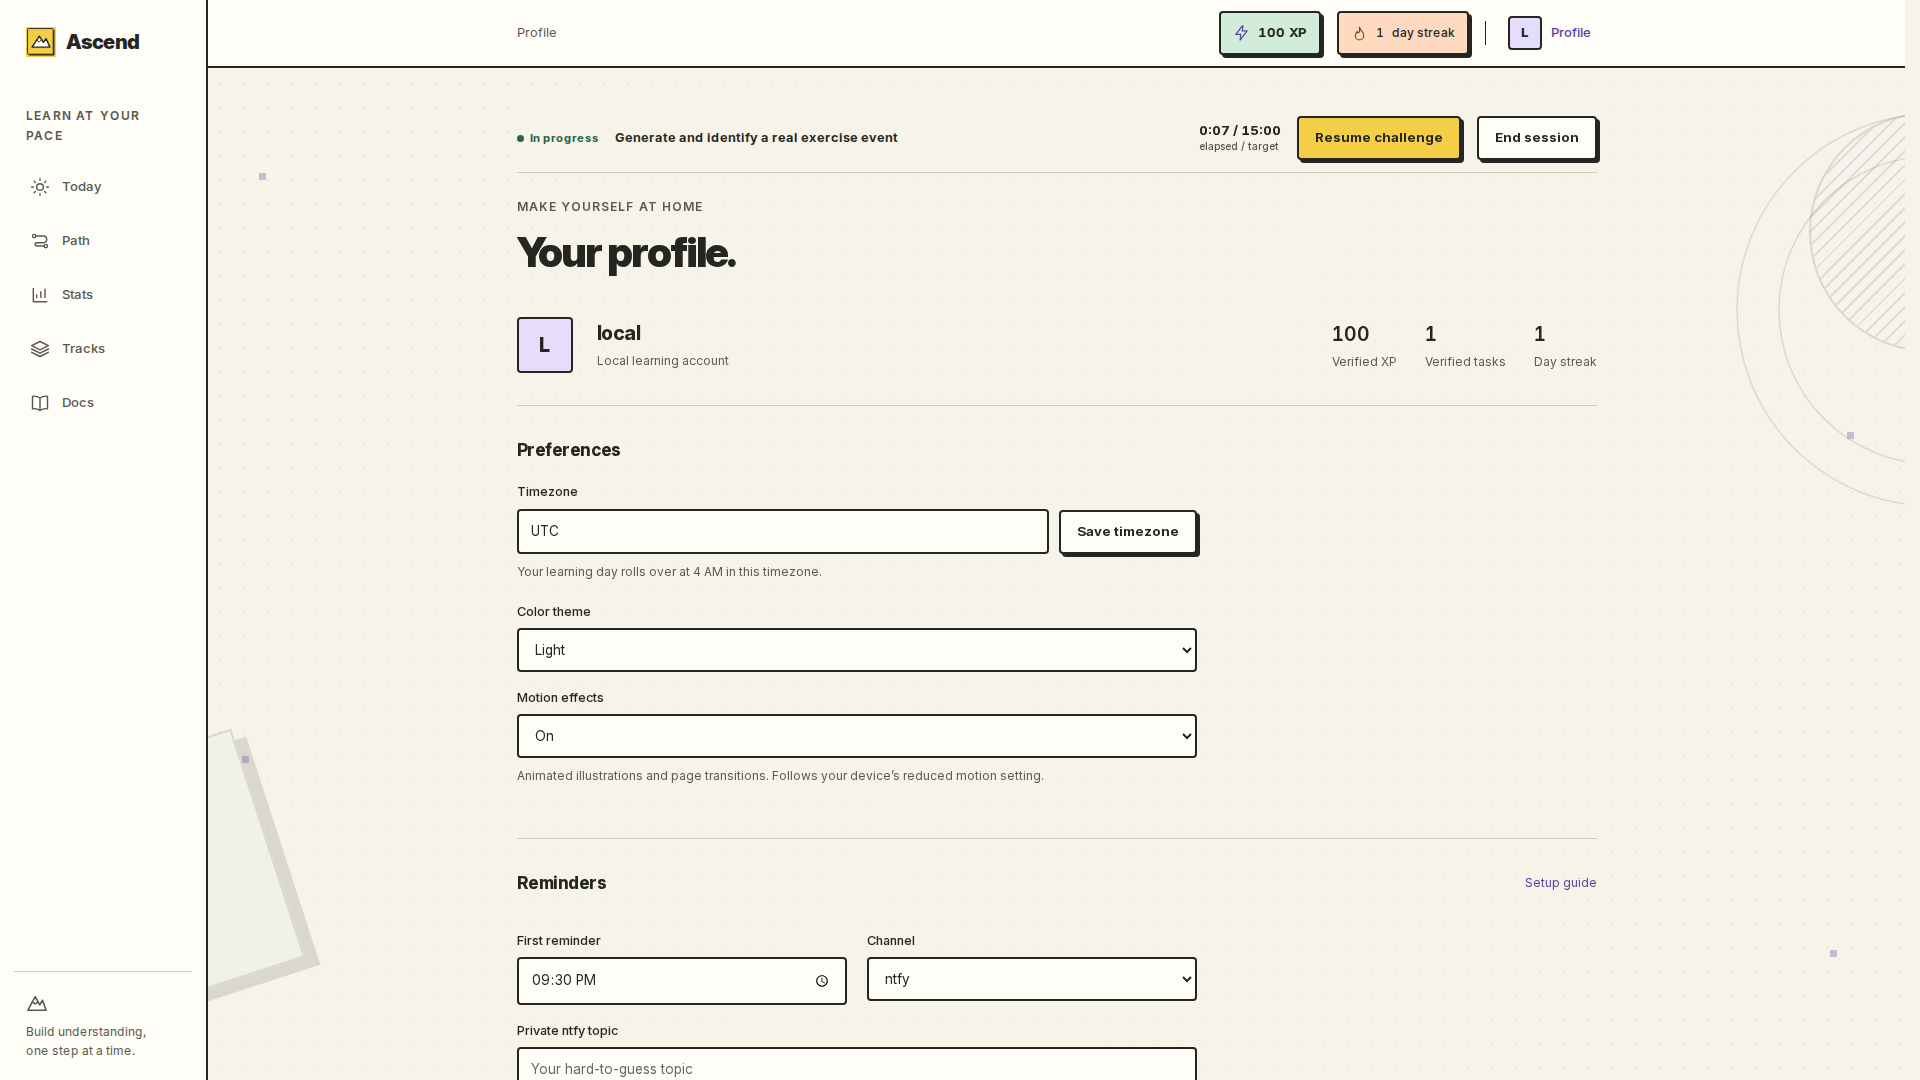 Ascend
LEARN AT YOUR
PACE
Today
Path
Stats
Tracks
Docs
Build understanding,
one step at a time.
Profile
100 XP
1 day streak
L
Profile
In progress
Generate and identify a real exercise event
0:07 / 15:00
elapsed / target
Resume challenge
End session
MAKE YOURSELF AT HOME
Your profile.
L
local
Local learning account
100
Verified XP
1
Verified tasks
1
Day streak
Preferences
Timezone
UTC
Save timezone
Your learning day rolls over at 4 AM in this timezone.
Color theme
Light
Motion effects
On
Animated illustrations and page transitions. Follows your device’s reduced motion setting.
Reminders
Setup guide
First reminder
Channel
09:30 PM
ntfy
Private ntfy topic
Your hard-to-guess topic